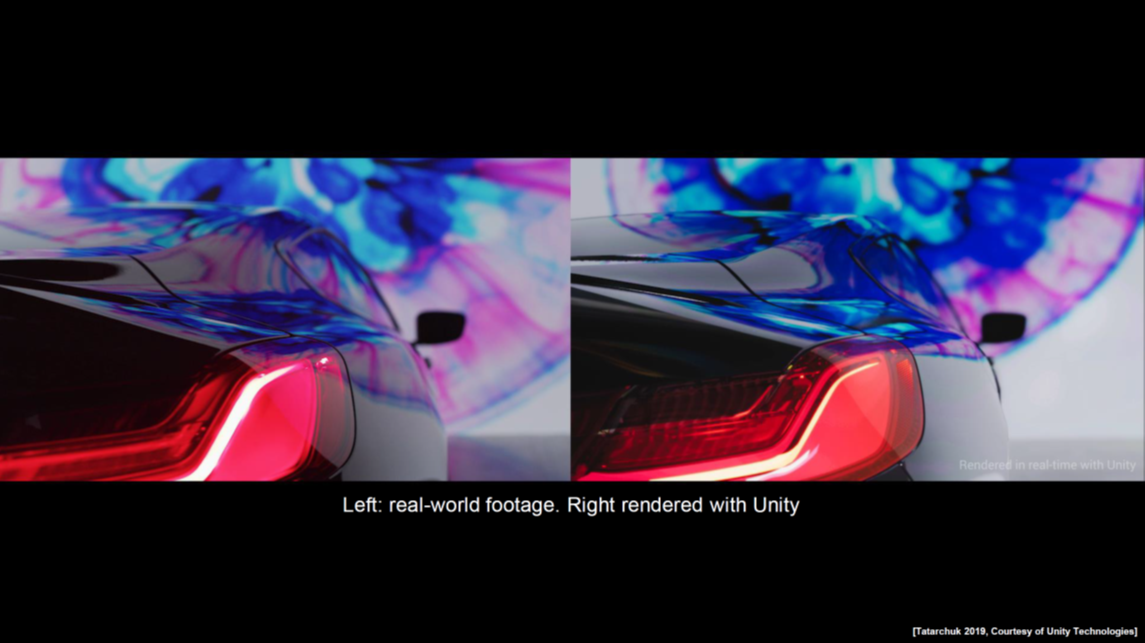 Rendered in real-time with Unity
Left: real-world footage. Right rendered with Unity
[Tatarchuk 2019, Courtesy of Unity Technologies]